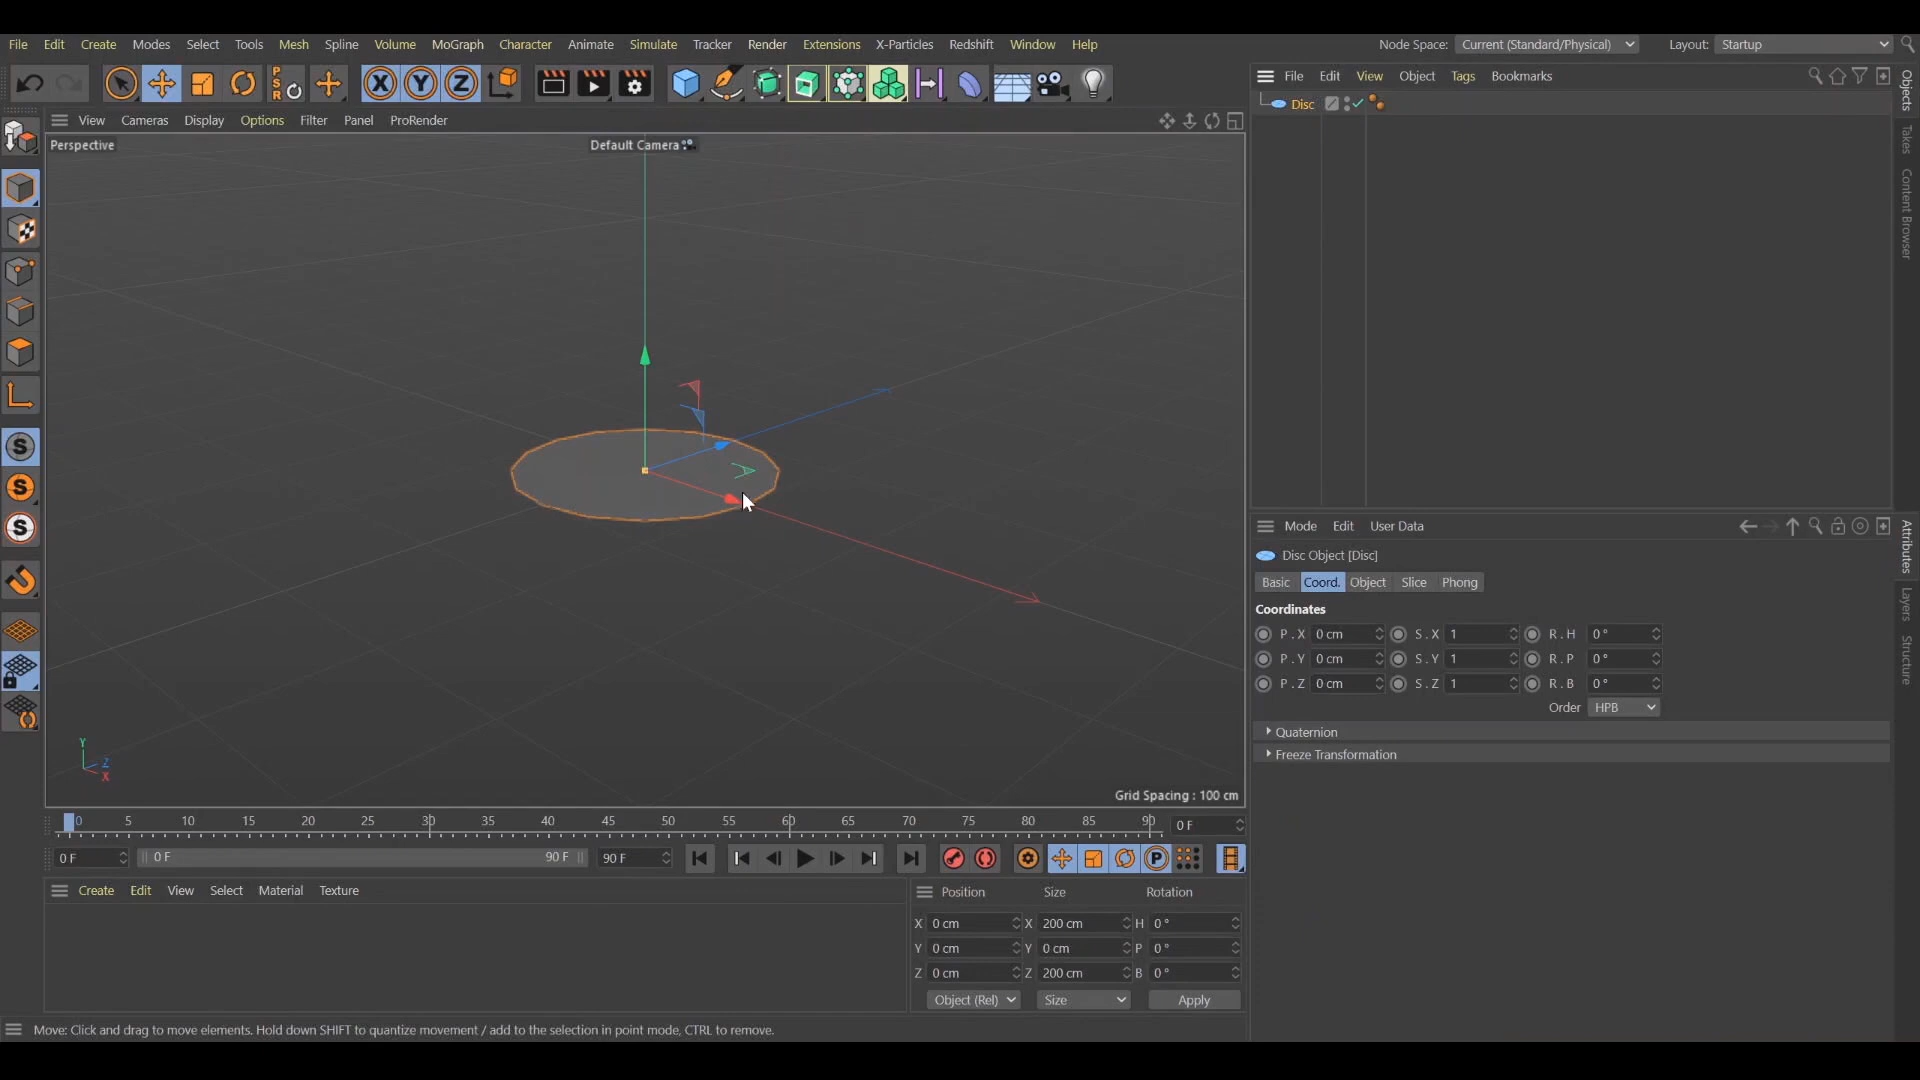 File Edit Create Modes Select Tools Mesh Spline Volume MoGraph Character Animate Simulate Tracker Render Extensions X-Particles Redshift Window Help Node Space: Current (Standard/Physical) Layout: Startup
P S R X Y Z File Edit View Object Tags Bookmarks
View Cameras Display Options Filter Panel ProRender
Disc
Perspective
Default Camera
Objects
Takes
Content Browser
S
S
S
Y
Z
X
Grid Spacing : 100 cm
Mode Edit User Data
Disc Object [Disc]
Basic Coord. Object Slice Phong
Coordinates
P . X 0 cm S . X 1 R . H 0 °
P . Y 0 cm S . Y 1 R . P 0 °
P . Z 0 cm S . Z 1 R . B 0 °
Order HPB
Quaternion
Freeze Transformation
Attributes
Layers
Structure
0 5 10 15 20 25 30 35 40 45 50 55 60 65 70 75 80 85 90 0 F
0 F 0 F 90 F 90 F P
Create Edit View Select Material Texture
Position Size Rotation
X 0 cm X 200 cm H 0 °
Y 0 cm Y 0 cm P 0 °
Z 0 cm Z 200 cm B 0 °
Object (Rel) Size Apply
Move: Click and drag to move elements. Hold down SHIFT to quantize movement / add to the selection in point mode, CTRL to remove.